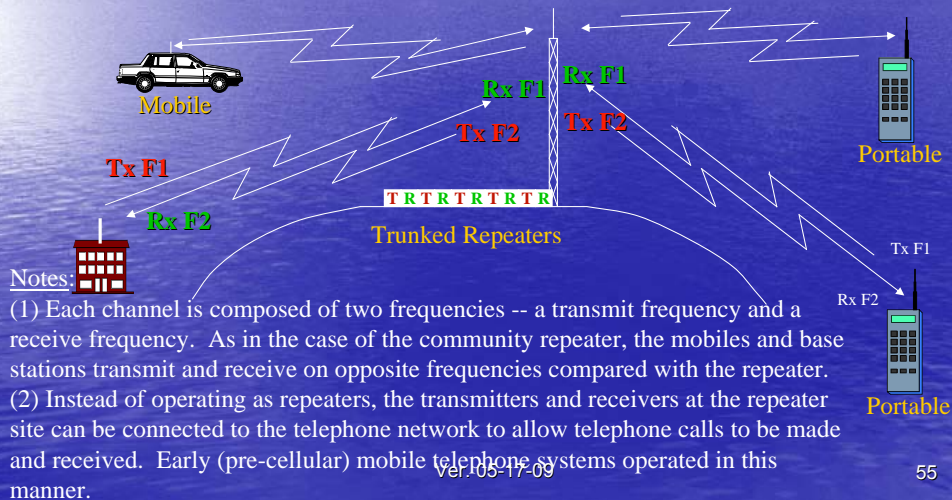 Rx F1 Rx F1
Mobile
Tx F2 Tx F2
Portable
Tx F1
T R T R T R T R T R
Rx F2
Trunked Repeaters
Tx F1
Notes:
Rx F2
(1) Each channel is composed of two frequencies -- a transmit frequency and a
receive frequency. As in the case of the community repeater, the mobiles and base
stations transmit and receive on opposite frequencies compared with the repeater.
(2) Instead of operating as repeaters, the transmitters and receivers at the repeater
Portable
site can be connected to the telephone network to allow telephone calls to be made
and received. Early (pre-cellular) mobile telephone systems operated in this
manner.
Ver. 05-17-09
55